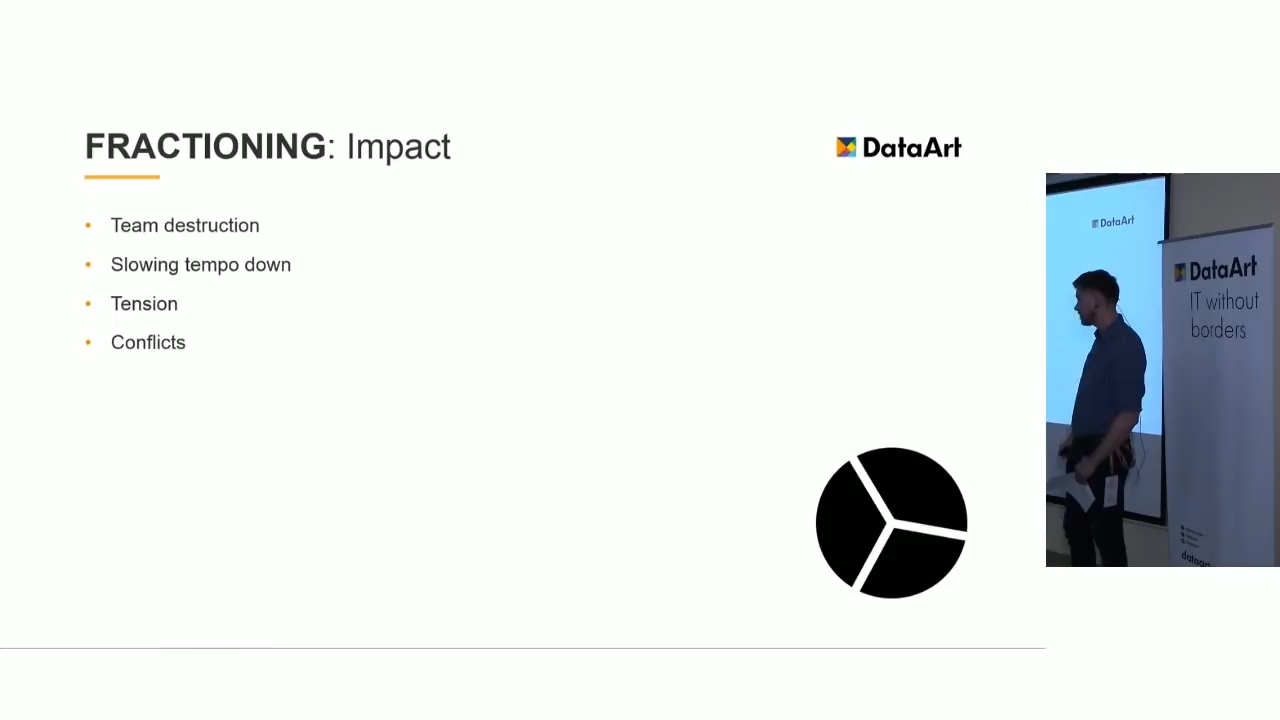 FRACTIONING: Impact
DataArt
• Team destruction
• Slowing tempo down
• Tension
• Conflicts
DataArt
DataArt
IT without
borders